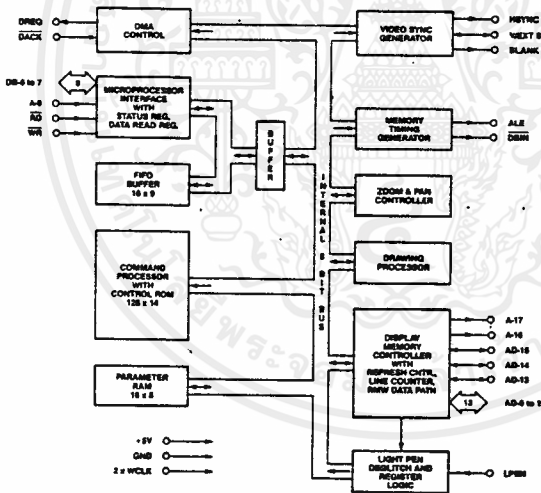 DREQ
DACK
DMA
CONTROL
VIDEO SYNC
GENERATOR
HSYNC
BLANK
8
MICROPROCESSOR
INTERFACE
WITH
STATUS REG.
DATA READ REG.
A-0
RD
WR
BUFFER
MEMORY
TIMING
GENERATOR
ALE
DBIN
FIFO
BUFFER
16 x 9
ZOOM & PAN
CONTROLLER
INTERNAL 8 BIT BUS
COMMAND
PROCESSOR
WITH
CONTROL ROM
128 x 14
DRAWING
PROCESSOR
DISPLAY
MEMORY
CONTROLLER
WITH
REFRESH CNTR,
LINE COUNTER,
RMW DATA PATH
A-17
A-16
AD-15
AD-14
AD-13
13
PARAMETER
RAM
16 x 8
+5V
GND
2 x WCLK
LIGHT PEN
DEGLITCH AND
REGISTER
LOGIC
LPEN